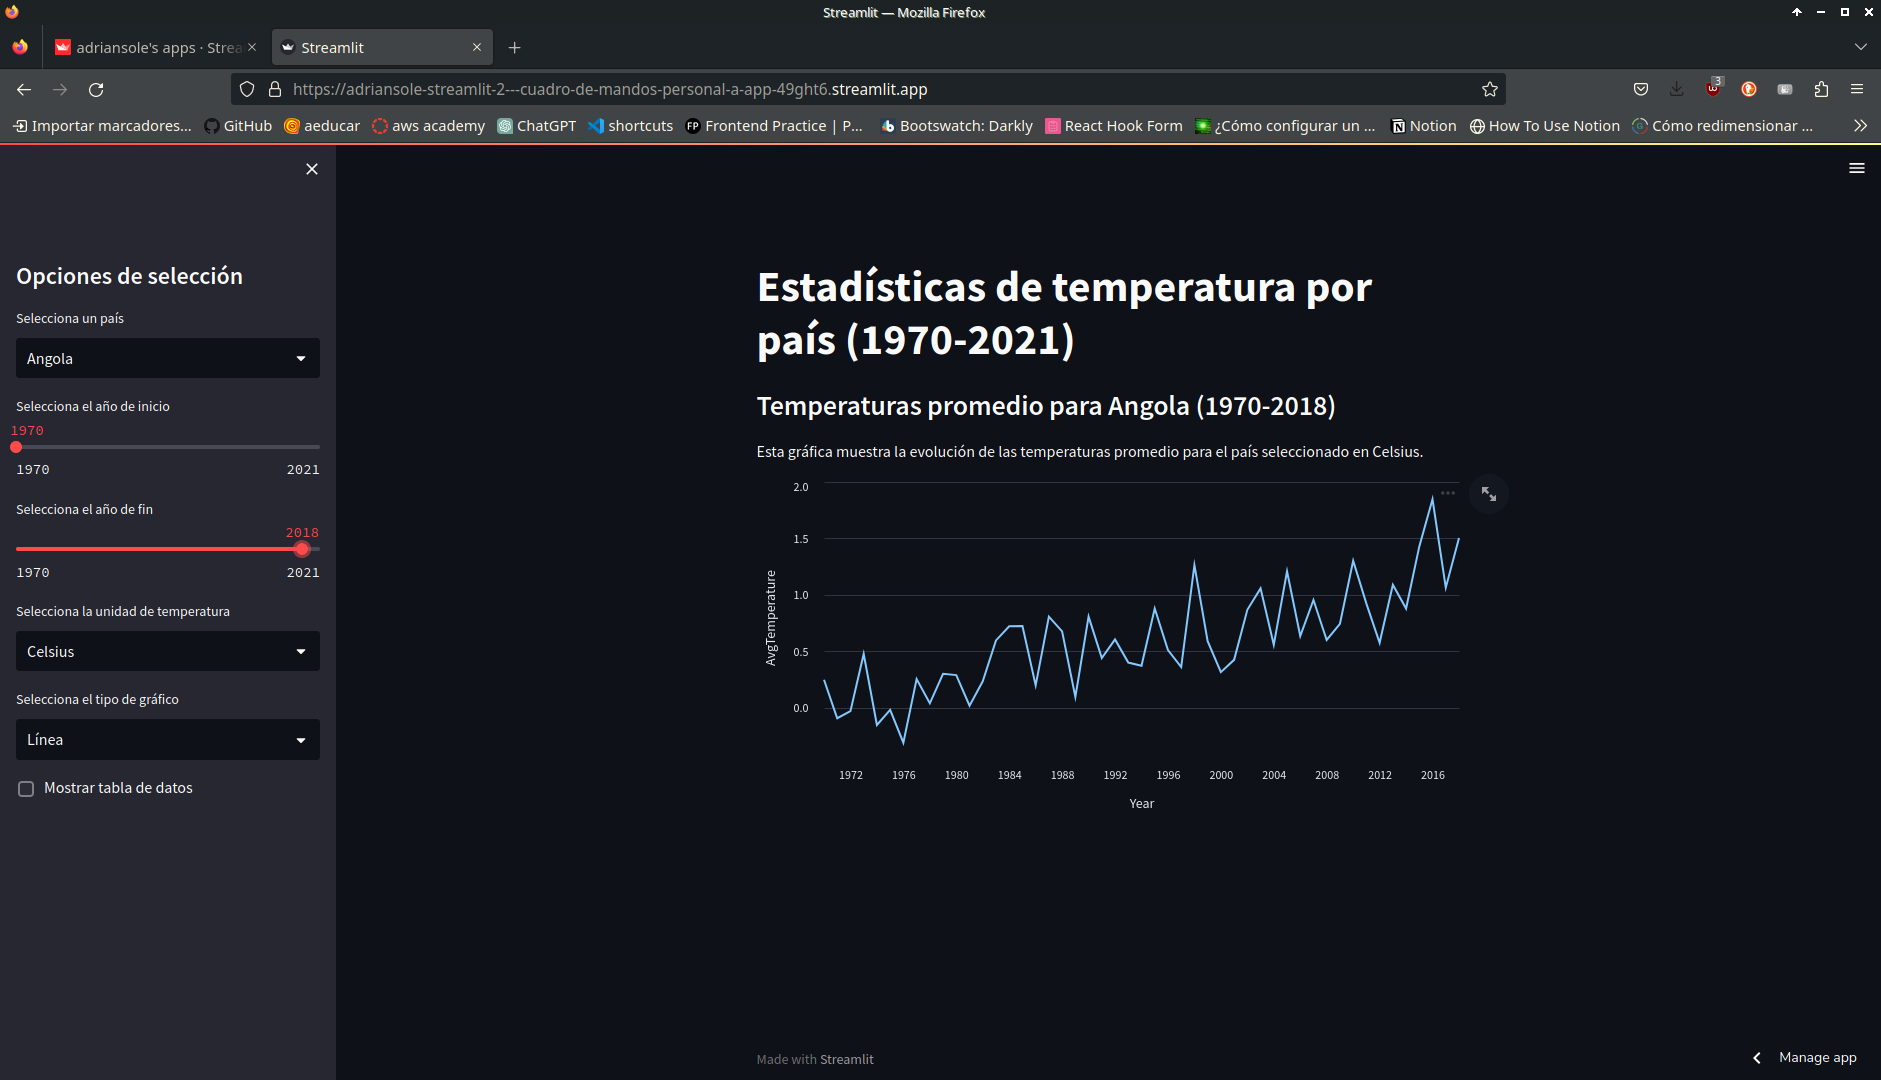 Streamlit — Mozilla Firefox
adriansole's apps · Strea
Streamlit
https://adriansole-streamlit-2---cuadro-de-mandos-personal-a-app-49ght6.streamlit.app
3
Importar marcadores... GitHub aeducar aws academy ChatGPT shortcuts FP Frontend Practice | P... Bootswatch: Darkly React Hook Form ¿Cómo configurar un ... Notion How To Use Notion Cómo redimensionar ...
Opciones de selección
Selecciona un país
Angola
Selecciona el año de inicio
1970
1970 2021
Selecciona el año de fin
2018
1970 2021
Selecciona la unidad de temperatura
Celsius
Selecciona el tipo de gráfico
Línea
Mostrar tabla de datos
Estadísticas de temperatura por
país (1970-2021)
Temperaturas promedio para Angola (1970-2018)
Esta gráfica muestra la evolución de las temperaturas promedio para el país seleccionado en Celsius.
2.0
1.5
1.0
0.5
0.0
AvgTemperature
1972 1976 1980 1984 1988 1992 1996 2000 2004 2008 2012 2016
Year
Made with Streamlit
Manage app